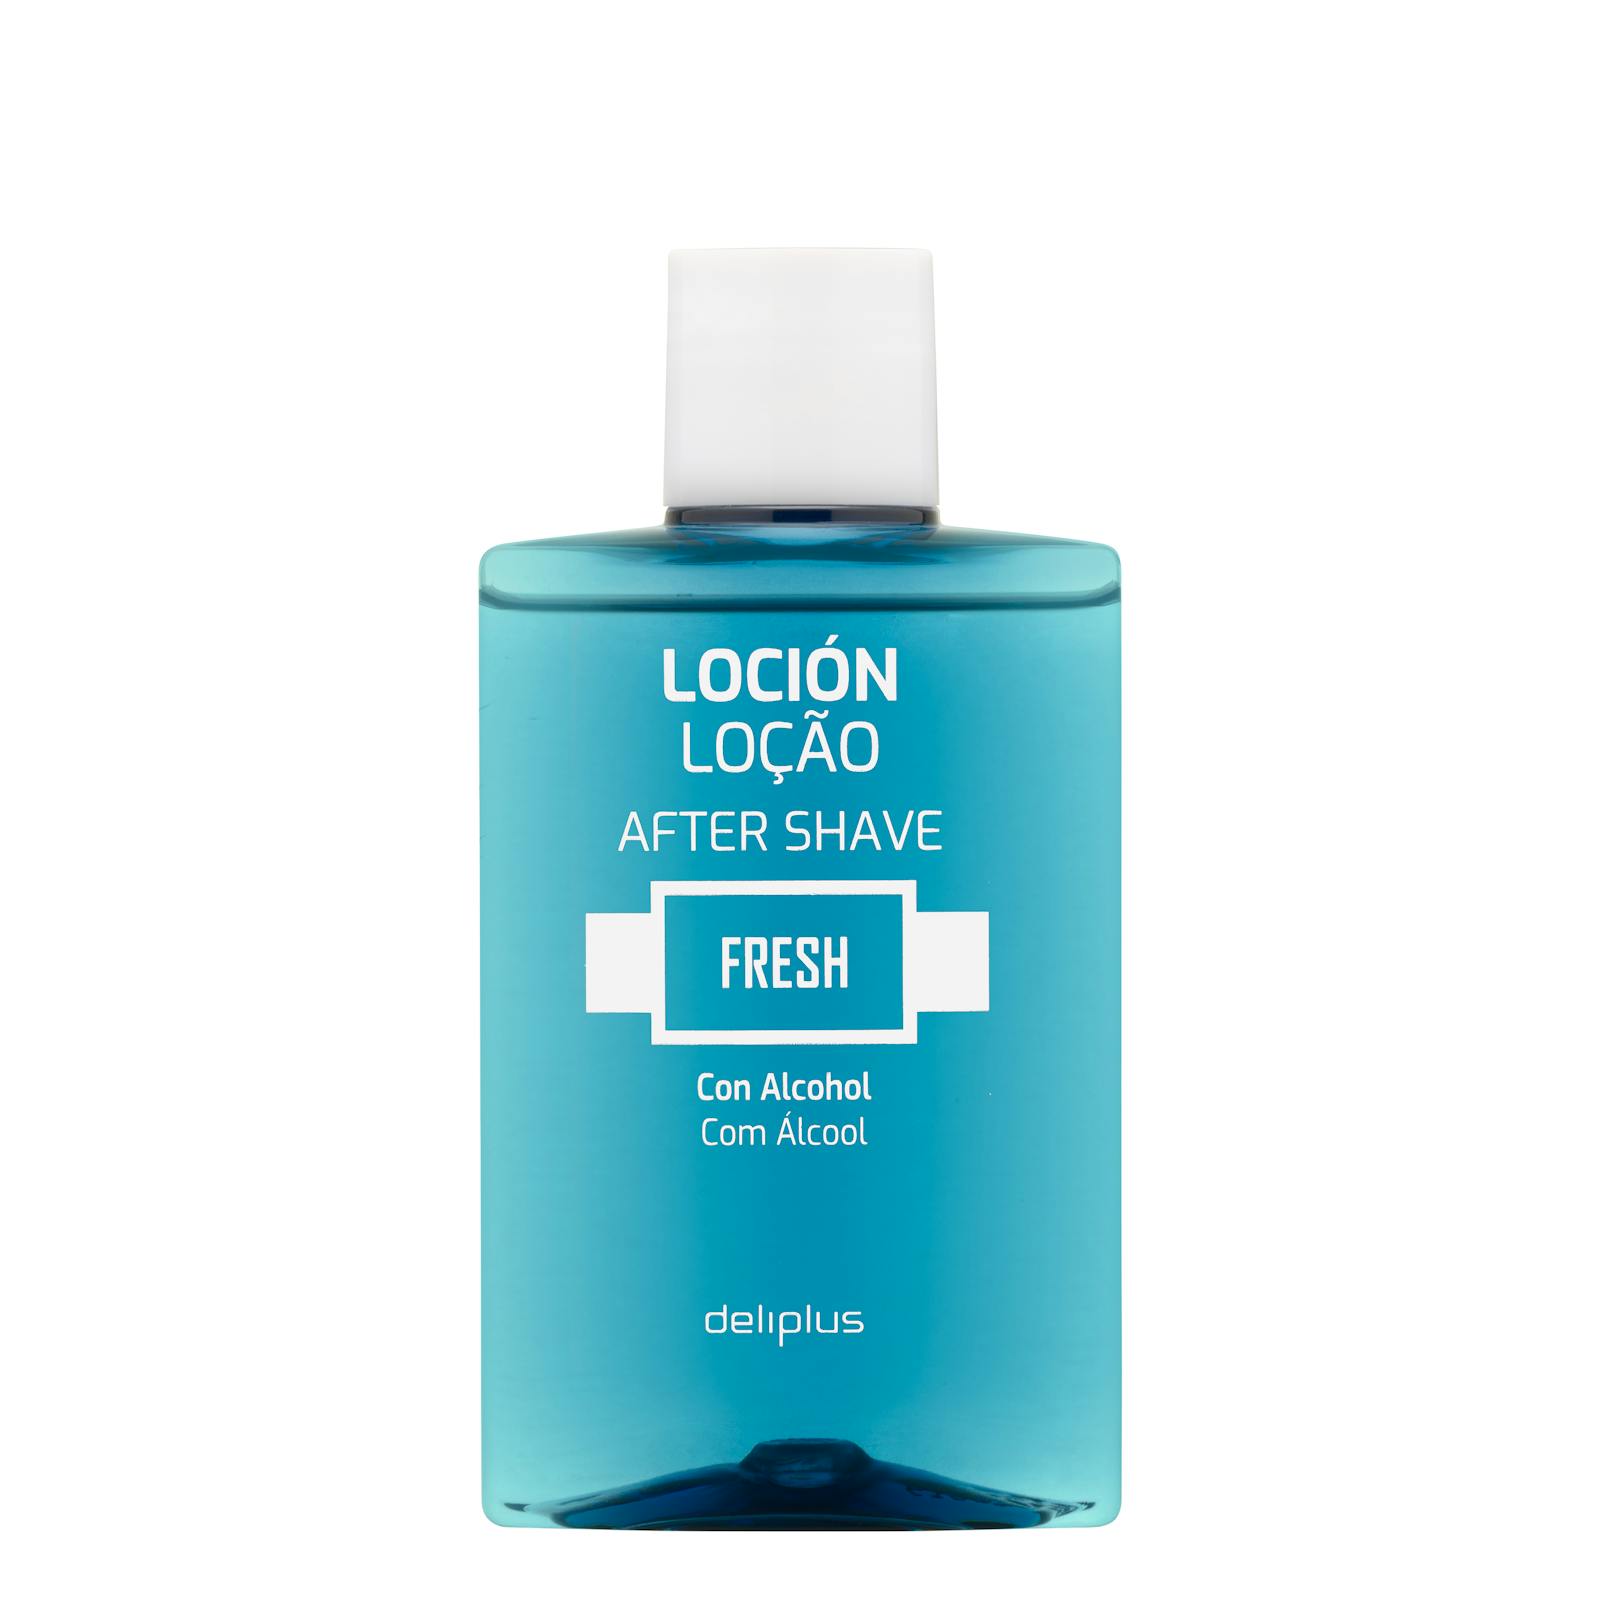 LOCIÓN
LOÇÃO
AFTER SHAVE
FRESH
Con Alcohol
Com Álcool
deliplus